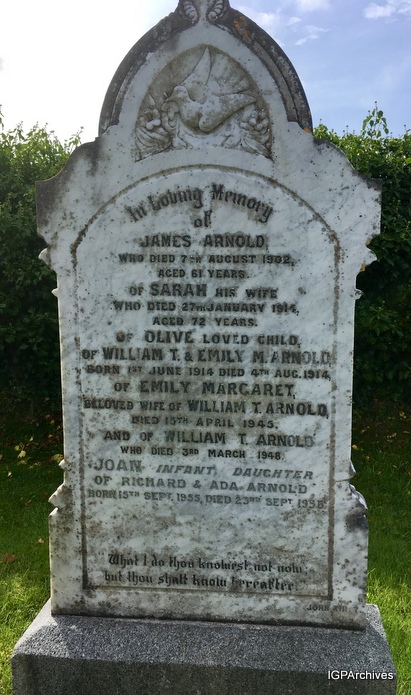 In Loving Memory
of
JAMES ARNOLD,
WHO DIED 7TH AUGUST 1902,
AGED 61 YEARS.
OF SARAH HIS WIFE
WHO DIED 27TH JANUARY 1914,
AGED 72 YEARS.
OF OLIVE LOVED CHILD,
OF WILLIAM T. & EMILY M. ARNOLD
BORN 1ST JUNE 1914 DIED 4TH AUG. 1914,
OF EMILY MARGARET,
BELOVED WIFE OF WILLIAM T. ARNOLD,
DIED 15TH APRIL 1945,
AND OF WILLIAM T. ARNOLD
WHO DIED 3RD MARCH 1948.
JOAN INFANT DAUGHTER
OF RICHARD & ADA ARNOLD
BORN 15TH SEPT. 1955, DIED 23RD SEPT.
"What I do thou knowest not now
but thou shalt know hereafter."
JOHN
IGPArchives